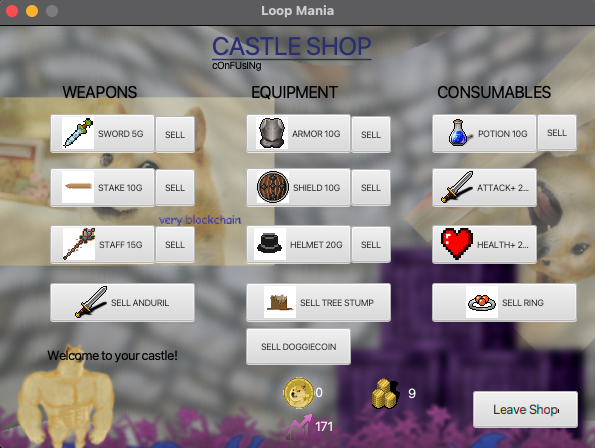 Loop Mania
CASTLE SHOP
cOnFUsiNg
WEAPONS EQUIPMENT CONSUMABLES
SWORD 5G SELL ARMOR 10G SELL POTION 10G SELL
STAKE 10G SELL SHIELD 10G SELL ATTACK+ 2...
very blockchain
STAFF 15G SELL HELMET 20G SELL HEALTH+ 2...
SELL ANDURIL SELL TREE STUMP SELL RING
SELL DOGGIECOIN
Welcome to your castle!
0 9
171
Leave Shop